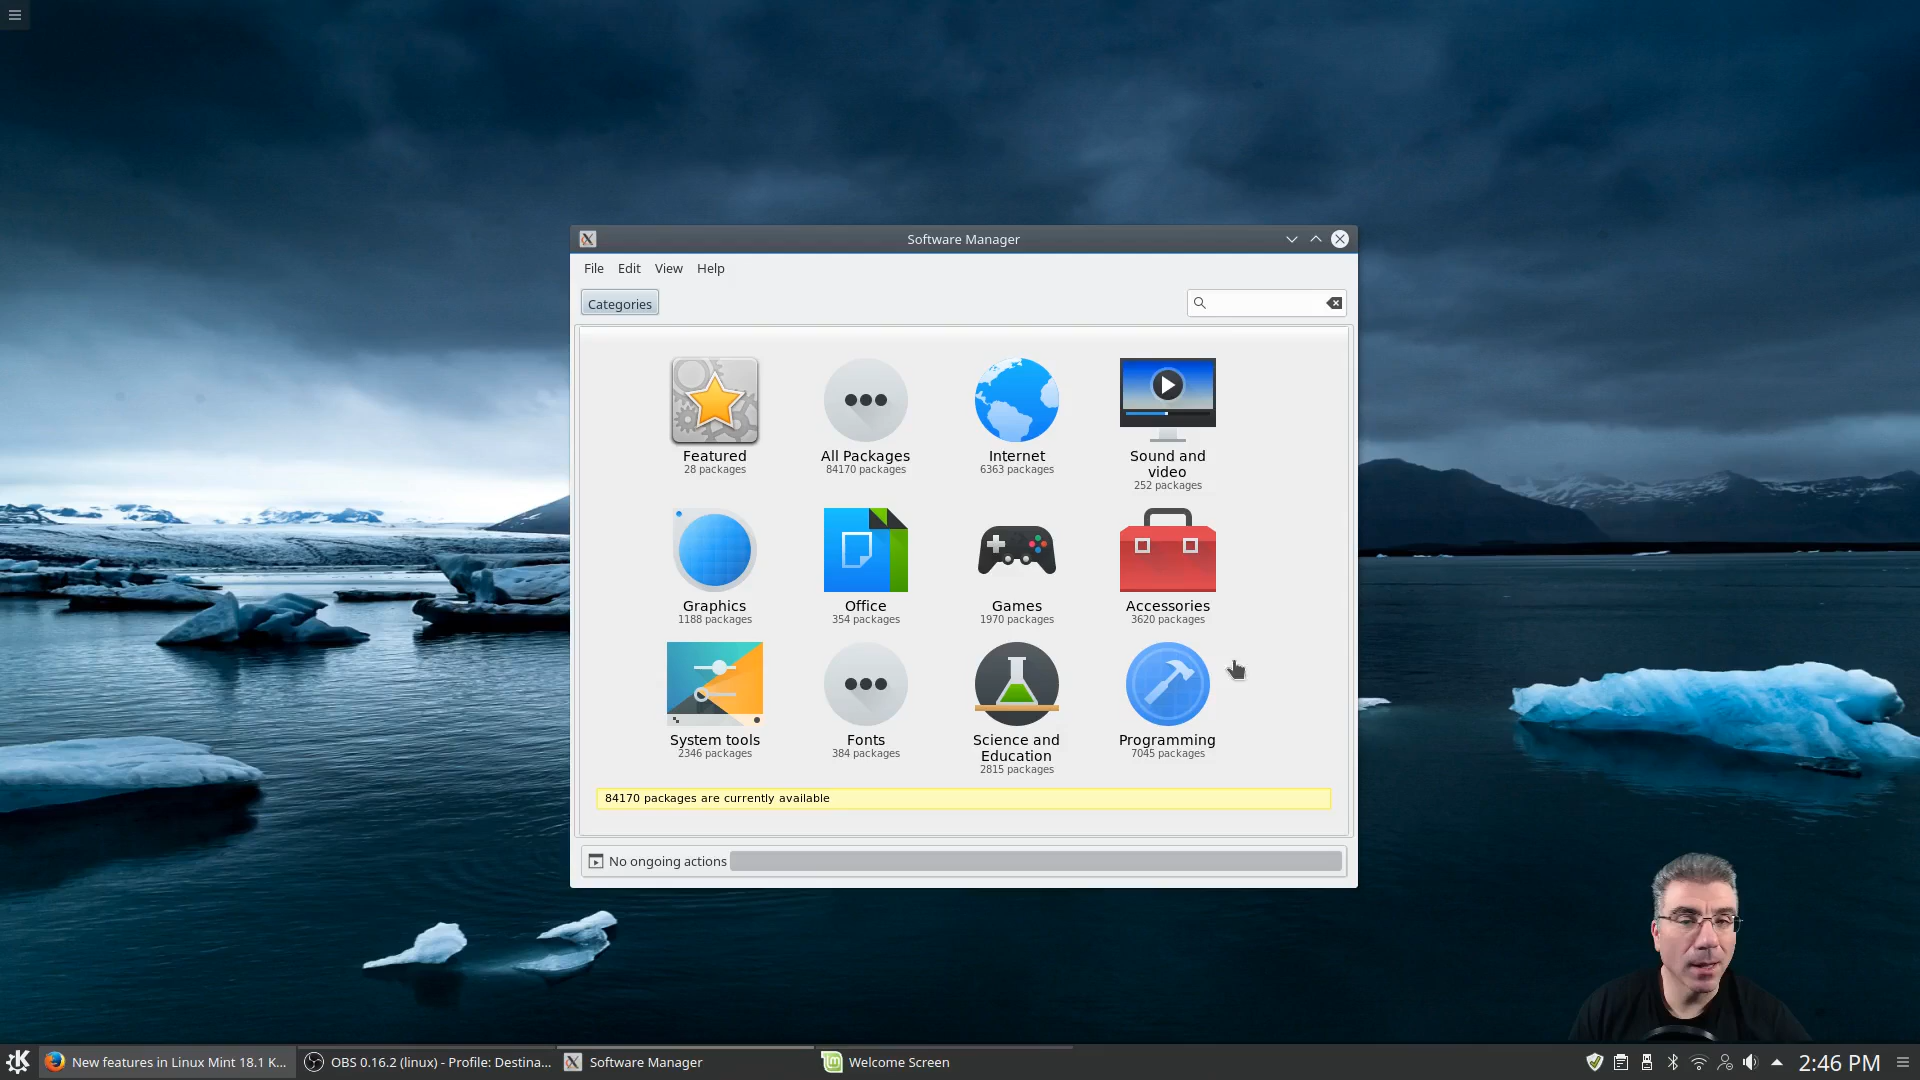 Software Manager
File Edit View Help
Categories
Featured
28 packages
All Packages
84170 packages
Internet
6363 packages
Sound and
video
252 packages
Graphics
1188 packages
Office
354 packages
Games
1970 packages
Accessories
3620 packages
System tools
2346 packages
Fonts
384 packages
Science and
Education
2815 packages
Programming
7045 packages
84170 packages are currently available
No ongoing actions
New features in Linux Mint 18.1 K...
OBS 0.16.2 (linux) - Profile: Destina...
Software Manager
Welcome Screen
2:46 PM